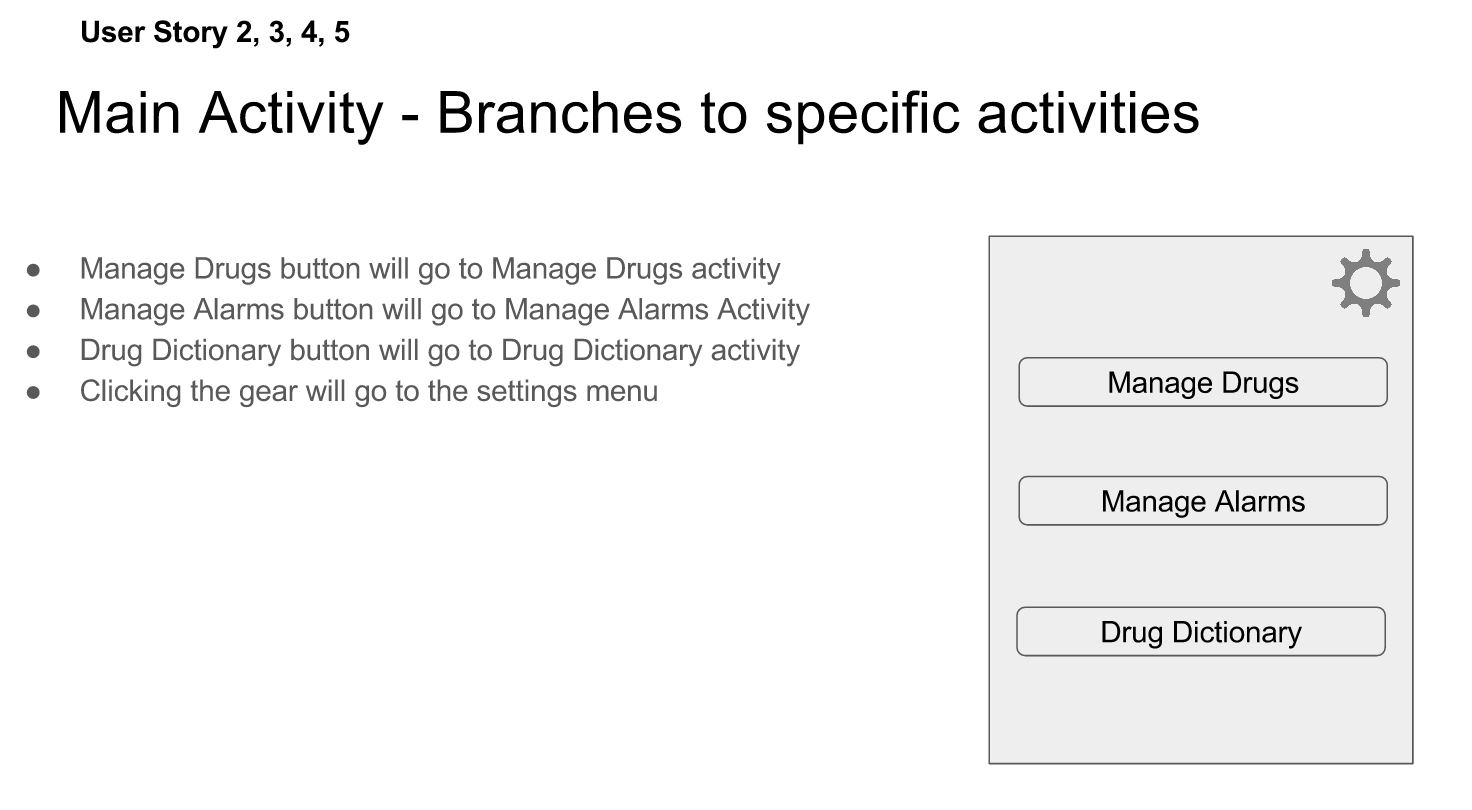 User Story 2, 3, 4, 5
Main Activity - Branches to specific activities
● Manage Drugs button will go to Manage Drugs activity
● Manage Alarms button will go to Manage Alarms Activity
● Drug Dictionary button will go to Drug Dictionary activity
● Clicking the gear will go to the settings menu
Manage Drugs
Manage Alarms
Drug Dictionary